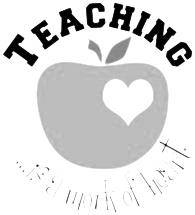 TEACHING
...is a work of heart.